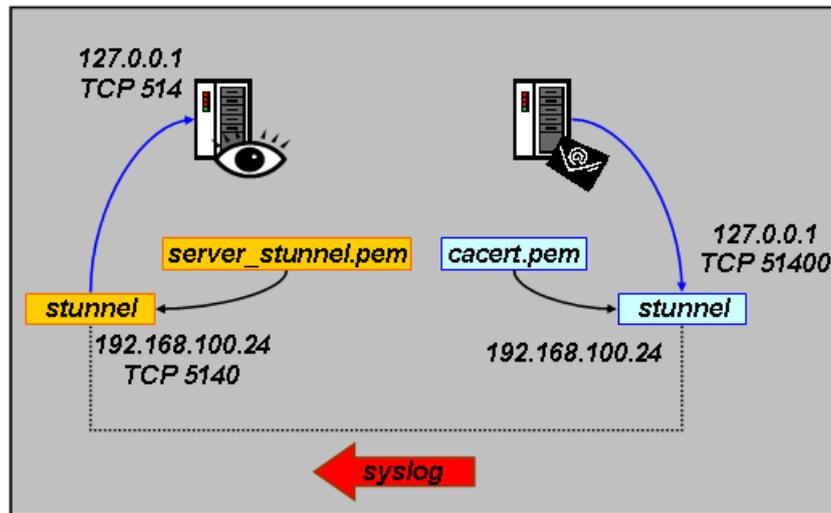 127.0.0.1
TCP 514
127.0.0.1
TCP 51400
server_stunnel.pem
cacert.pem
stunnel
stunnel
192.168.100.24
TCP 5140
192.168.100.24
syslog